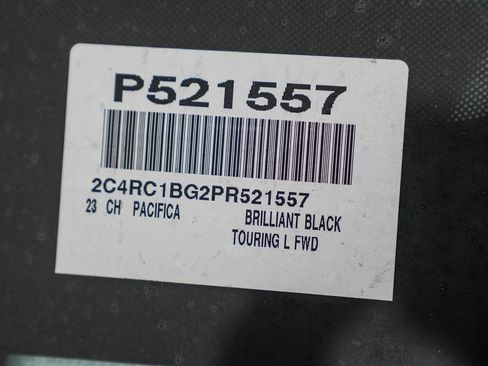 P521557
2C4RC1BG2PR521557
23 CH PACIFICA BRILLIANT BLACK
TOURING L FWD